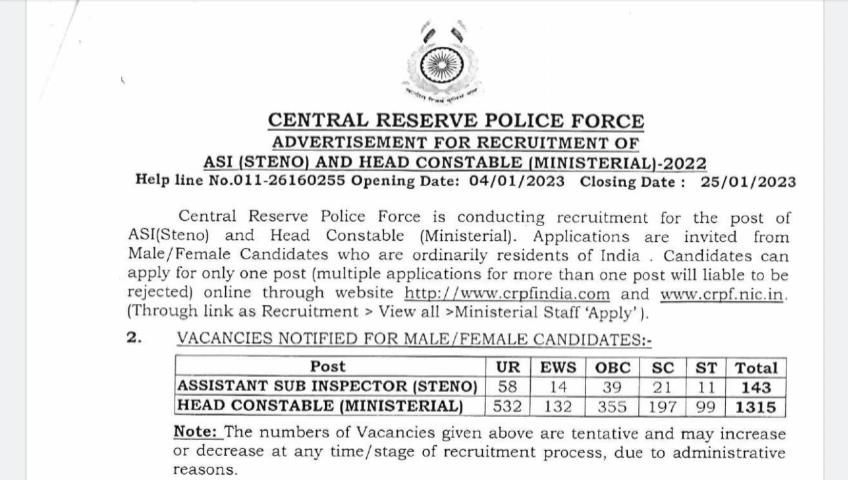 CENTRAL RESERVE POLICE FORCE
ADVERTISEMENT FOR RECRUITMENT OF
ASI (STENO) AND HEAD CONSTABLE (MINISTERIAL)-2022
Help line No.011-26160255 Opening Date: 04/01/2023 Closing Date : 25/01/2023
Central Reserve Police Force is conducting recruitment for the post of
ASI(Steno) and Head Constable (Ministerial). Applications are invited from
Male/Female Candidates who are ordinarily residents of India . Candidates can
apply for only one post (multiple applications for more than one post will liable to be
rejected) online through website http://www.crpfindia.com and www.crpf.nic.in.
(Through link as Recruitment > View all >Ministerial Staff 'Apply' ).
2. VACANCIES NOTIFIED FOR MALE/FEMALE CANDIDATES:-
Post UR EWS OBC SC ST Total
ASSISTANT SUB INSPECTOR (STENO) 58 14 39 21 11 143
HEAD CONSTABLE (MINISTERIAL) 532 132 355 197 99 1315
Note: The numbers of Vacancies given above are tentative and may increase
or decrease at any time/stage of recruitment process, due to administrative
reasons.